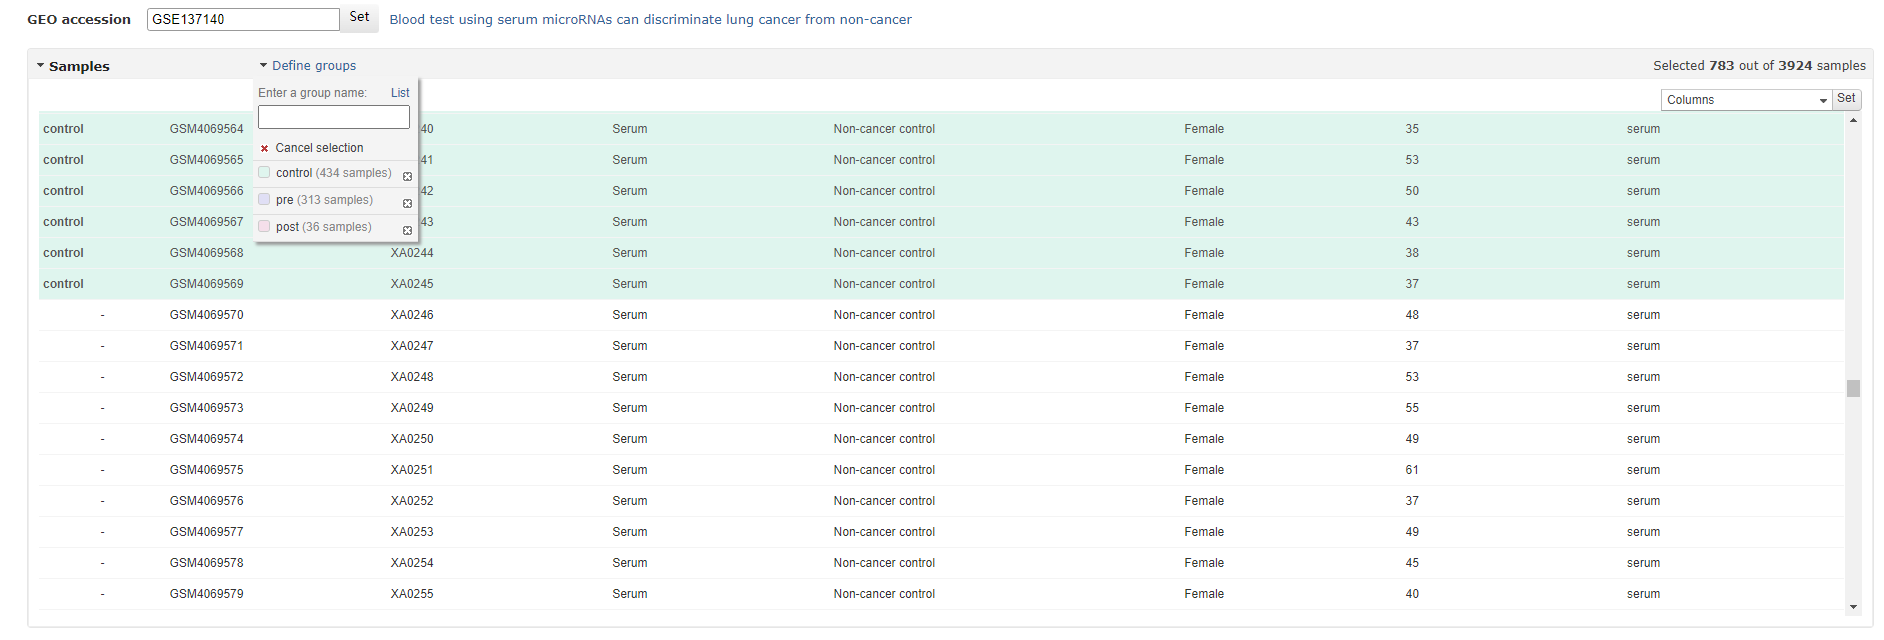 GEO accession GSE137140 Set Blood test using serum microRNAs can discriminate lung cancer from non-cancer
Samples Define groups Selected 783 out of 3924 samples
Enter a group name: List
Columns Set
control GSM4069564 40 Serum Non-cancer control Female 35 serum
Cancel selection
control GSM4069565 41 Serum Non-cancer control Female 53 serum
control (434 samples)
control GSM4069566 42 Serum Non-cancer control Female 50 serum
pre (313 samples)
control GSM4069567 43 Serum Non-cancer control Female 43 serum
post (36 samples)
control GSM4069568 XA0244 Serum Non-cancer control Female 38 serum
control GSM4069569 XA0245 Serum Non-cancer control Female 37 serum
- GSM4069570 XA0246 Serum Non-cancer control Female 48 serum
- GSM4069571 XA0247 Serum Non-cancer control Female 37 serum
- GSM4069572 XA0248 Serum Non-cancer control Female 53 serum
- GSM4069573 XA0249 Serum Non-cancer control Female 55 serum
- GSM4069574 XA0250 Serum Non-cancer control Female 49 serum
- GSM4069575 XA0251 Serum Non-cancer control Female 61 serum
- GSM4069576 XA0252 Serum Non-cancer control Female 37 serum
- GSM4069577 XA0253 Serum Non-cancer control Female 49 serum
- GSM4069578 XA0254 Serum Non-cancer control Female 45 serum
- GSM4069579 XA0255 Serum Non-cancer control Female 40 serum